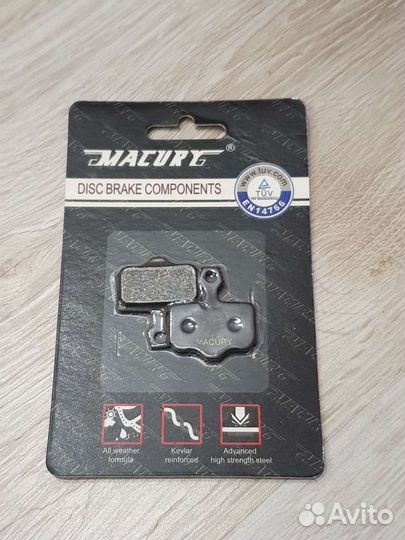 MACURY®
DISC BRAKE COMPONENTS
www.tuv.com
TÜV
EN14766
MACURY
All weather
formula
Kevlar
reinforced
Advanced
high strength steel
Avito